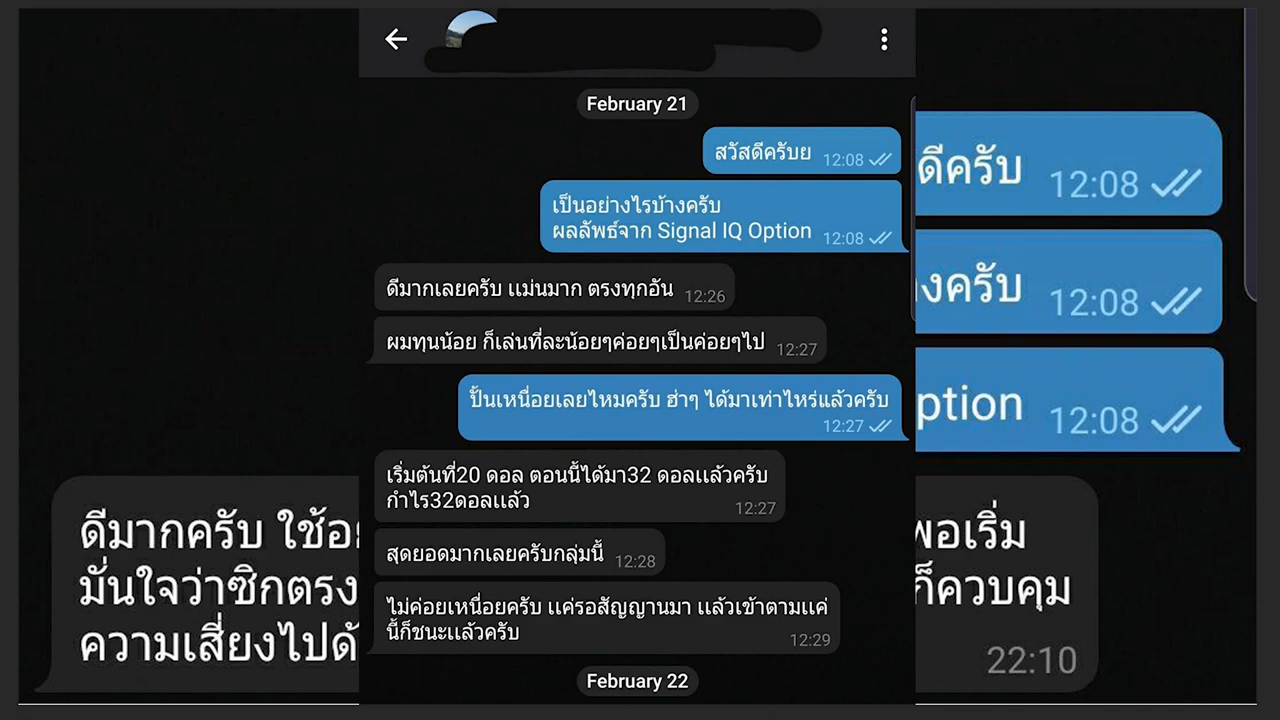 February 21
สวัสดีครับย 12:08
เป็นอย่างไรบ้างครับ
ผลลัพธ์จาก Signal IQ Option 12:08
ดีมากเลยครับ แม่นมาก ตรงทุกอัน 12:26
ผมทุนน้อย ก็เล่นที่ละน้อยๆค่อยๆเป็นค่อยๆไป 12:27
ปั้นเหนื่อยเลยไหมครับ ฮ่าๆ ได้มาเท่าไหร่แล้วครับ
12:27
เริ่มต้นที่20 ดอล ตอนนี้ได้มา32 ดอลแล้วครับ
กำไร32ดอลแล้ว
12:27
สุดยอดมากเลยครับกลุ่มนี้ 12:28
ไม่ค่อยเหนื่อยครับ แค่รอสัญญานมา แล้วเข้าตามแค่
นี้ก็ชนะแล้วครับ
12:29
February 22
ดีมากครับ ใช้อ
มั่นใจว่าซิกตรง
ความเสี่ยงไปด้
ดีครับ 12:08
งครับ 12:08
ption 12:08
พอเริ่ม
ก็ควบคุม
22:10